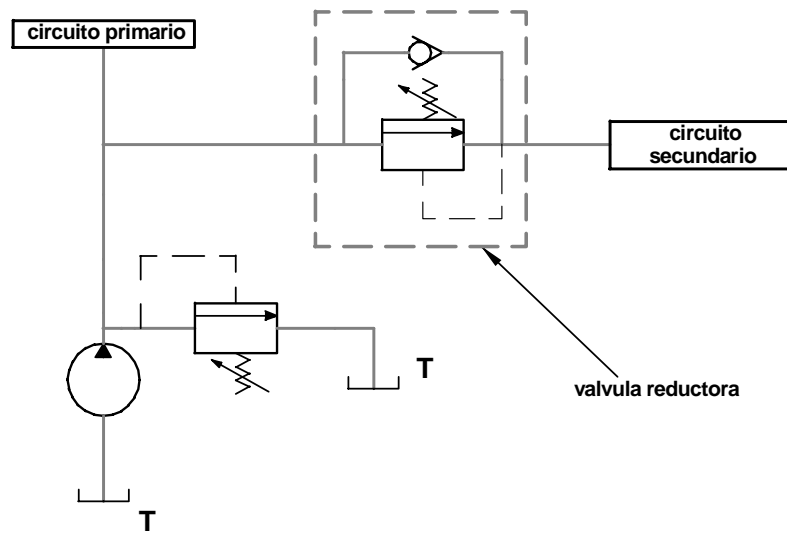 circuito primario
circuito
secundario
T
valvula reductora
T